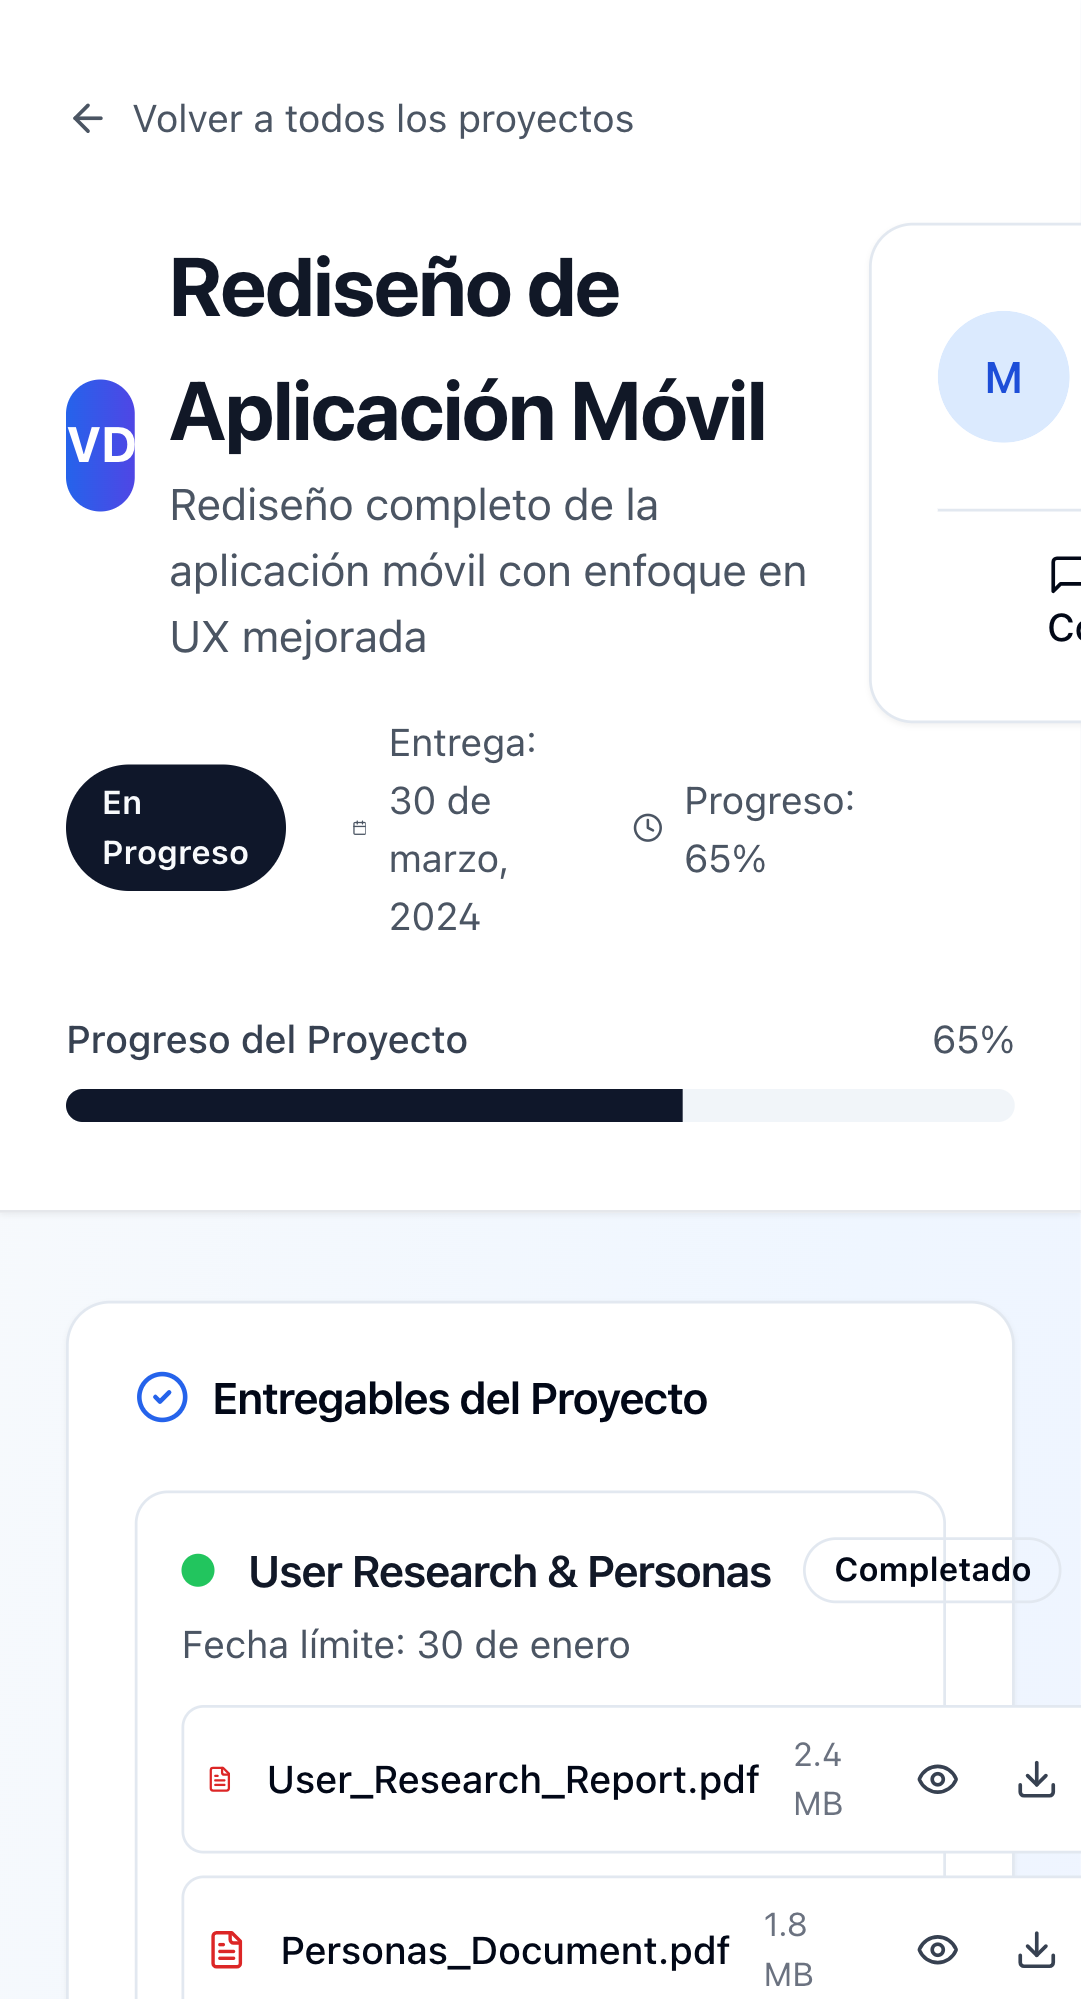 Volver a todos los proyectos
Rediseño de
Aplicación Móvil
VD
Rediseño completo de la
aplicación móvil con enfoque en
UX mejorada
M
En
Progreso
Entrega:
30 de
marzo,
2024
Progreso:
65%
Progreso del Proyecto
65%
Entregables del Proyecto
User Research & Personas
Completado
Fecha límite: 30 de enero
User_Research_Report.pdf
2.4
MB
Personas_Document.pdf
1.8
MB